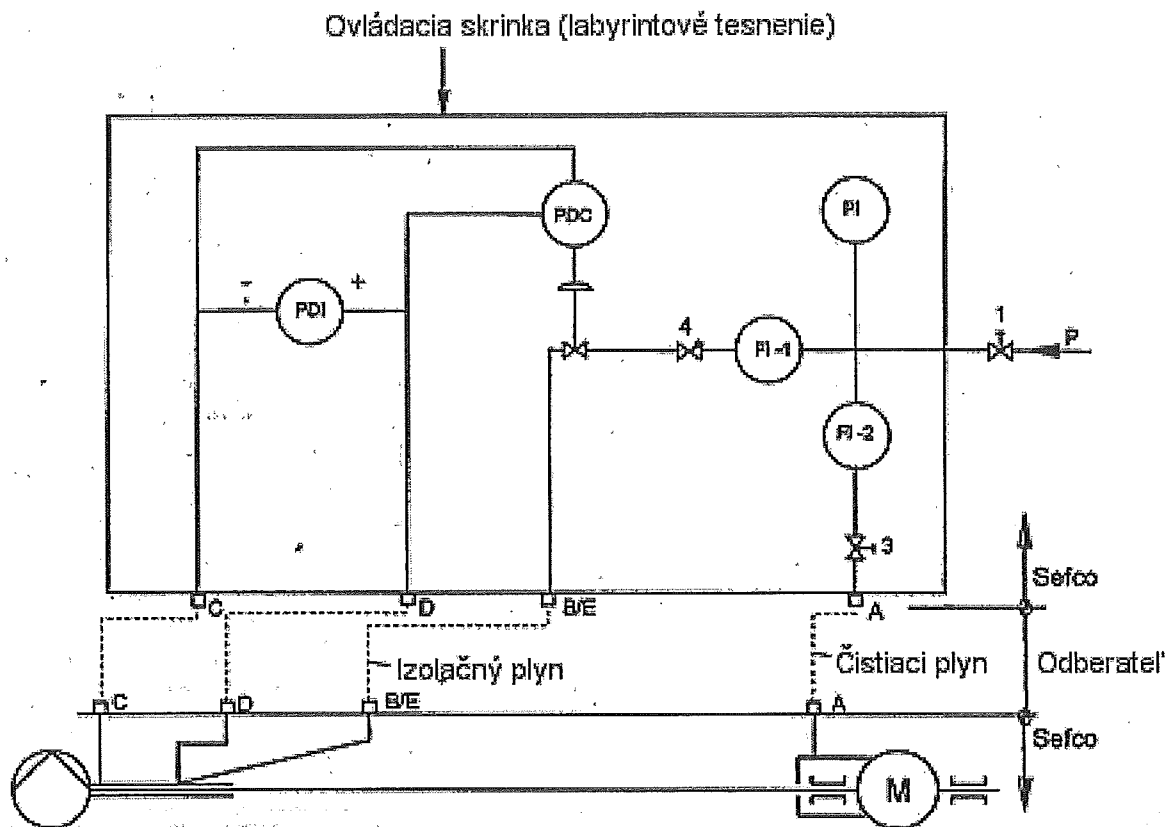 Ovládacia skrinka (labyrintové tesnenie)
PDC
PI
- PDI +
4
FI-1
1
P
FI-2
3
C
D
B/E
A
Sefco
Izolačný plyn
Čistiaci plyn
Odberateľ
C
D
B/E
A
Sefco
M